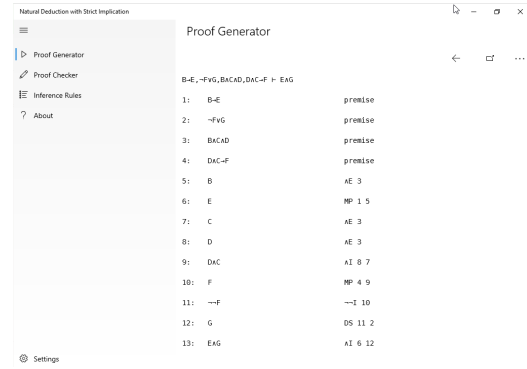 Natural Deduction with Strict Implication
Proof Generator
Proof Generator
Proof Checker
Inference Rules
? About
...
B→E,¬F∨G,B∧C∧D,D∧C→F ⊢ E∧G
1: B→E premise
2: ¬F∨G premise
3: B∧C∧D premise
4: D∧C→F premise
5: B ∧E 3
6: E MP 1 5
7: C ∧E 3
8: D ∧E 3
9: D∧C ∧I 8 7
10: F MP 4 9
11: ¬¬F ¬¬I 10
12: G DS 11 2
13: E∧G ∧I 6 12
Settings